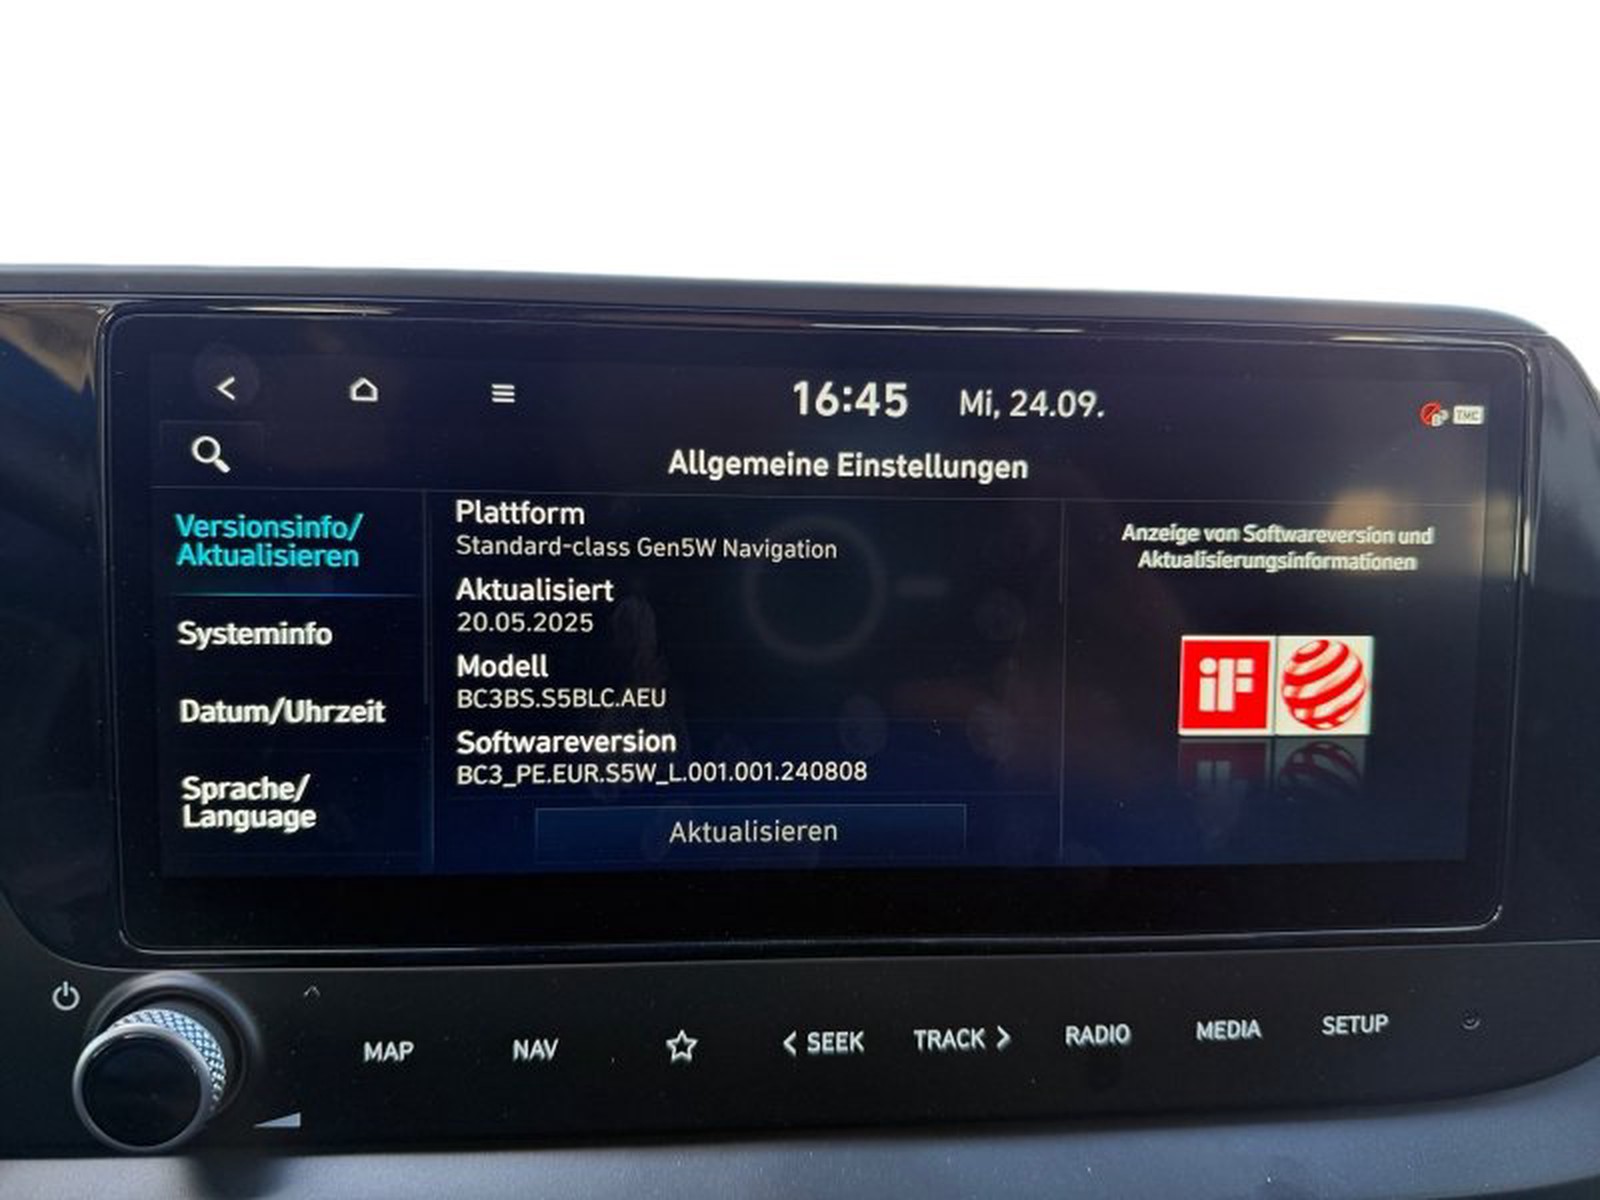 16:45 Mi, 24.09.
TMC
Allgemeine Einstellungen
Versionsinfo/
Aktualisieren
Systeminfo
Datum/Uhrzeit
Sprache/
Language
Plattform
Standard-class Gen5W Navigation
Aktualisiert
20.05.2025
Modell
BC3BS.S5BLC.AEU
Softwareversion
BC3_PE.EUR.S5W_L.001.001.240808
Aktualisieren
Anzeige von Softwareversion und
Aktualisierungsinformationen
iF
MAP NAV < SEEK TRACK > RADIO MEDIA SETUP